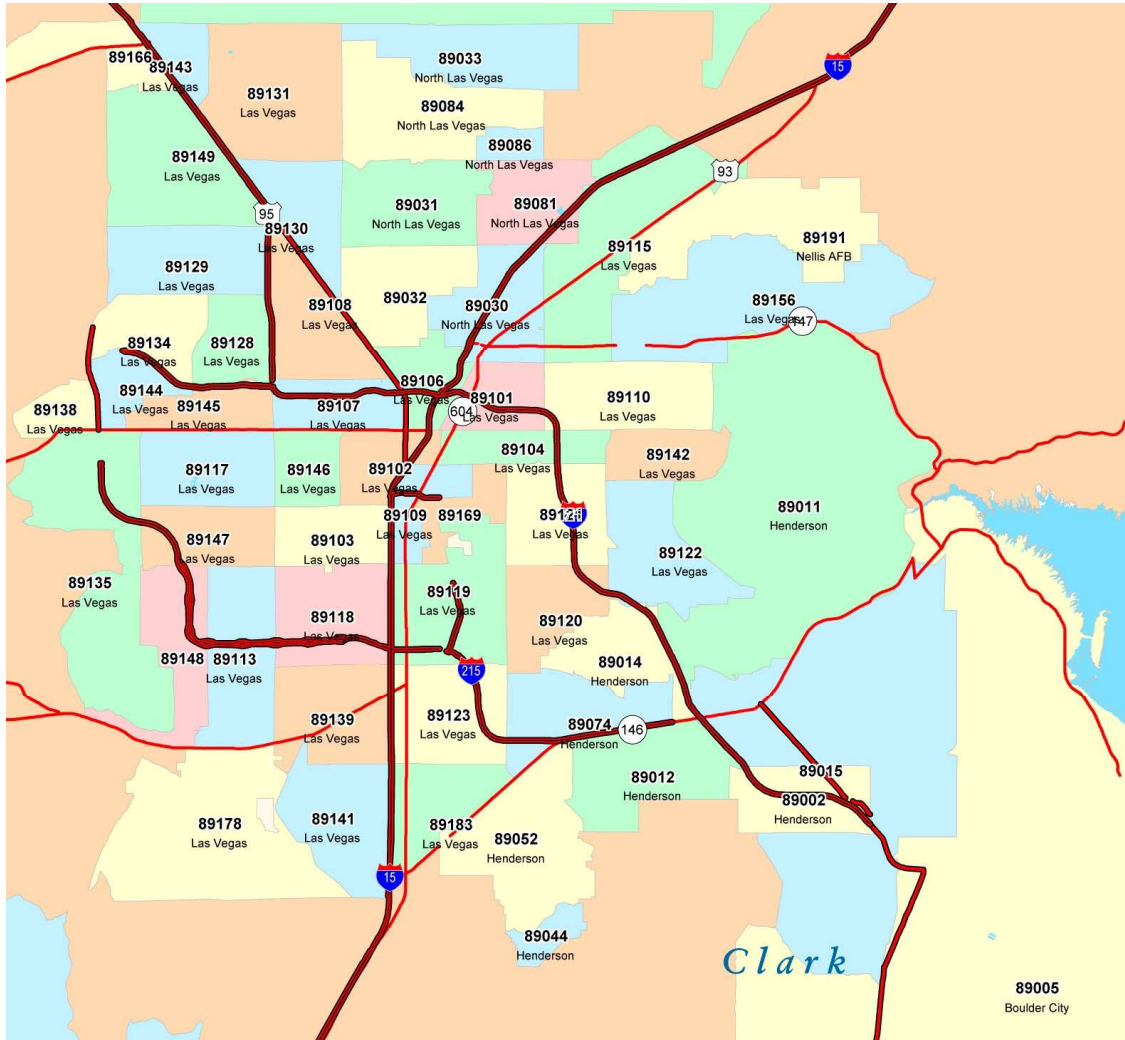 89166
89143
Las Vegas
89131
Las Vegas
89033
North Las Vegas
15
89084
North Las Vegas
89086
North Las Vegas
89149
Las Vegas
93
89031
North Las Vegas
89081
North Las Vegas
95
89130
Las Vegas
89115
Las Vegas
89191
Nellis AFB
89129
Las Vegas
89108
Las Vegas
89032
89030
North Las Vegas
89156
Las Vegas
147
89134
Las Vegas
89128
Las Vegas
89144
Las Vegas
89106
Las Vegas
89138
Las Vegas
89145
Las Vegas
89107
Las Vegas
604
89101
Las Vegas
89110
Las Vegas
89104
Las Vegas
89142
Las Vegas
89117
Las Vegas
89146
Las Vegas
89102
Las Vegas
89011
Henderson
89109
Las Vegas
89169
Las Vegas
89147
Las Vegas
89103
Las Vegas
89122
Las Vegas
89135
Las Vegas
89119
Las Vegas
89118
Las Vegas
89120
Las Vegas
89148
89113
Las Vegas
215
89014
Henderson
89139
Las Vegas
89123
Las Vegas
89074
Henderson
146
89012
Henderson
89015
89002
Henderson
89178
Las Vegas
89141
Las Vegas
89183
Las Vegas
89052
Henderson
15
89044
Henderson
Clark
89005
Boulder City